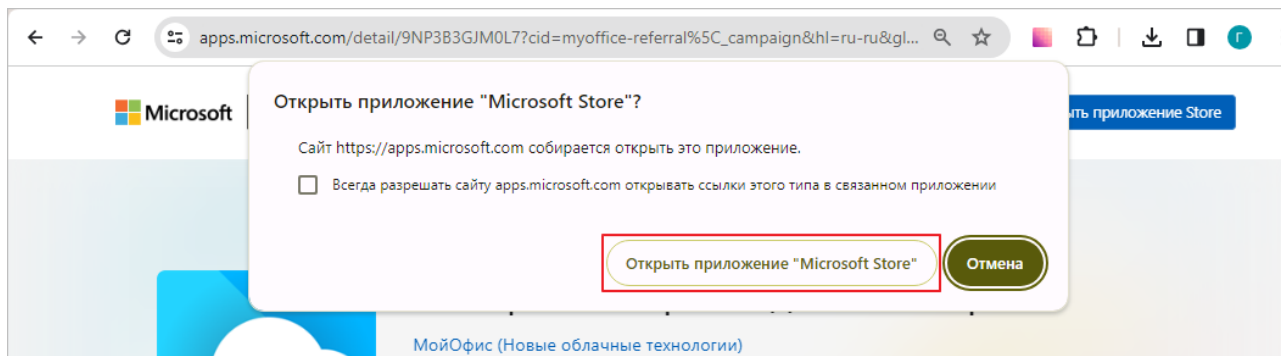 apps.microsoft.com/detail/9NP3B3GJM0L7?cid=myoffice-referral%5C_campaign&hl=ru-ru&gl...
Г
Microsoft
Открыть приложение "Microsoft Store"?
ть приложение Store
Сайт https://apps.microsoft.com собирается открыть это приложение.
Всегда разрешать сайту apps.microsoft.com открывать ссылки этого типа в связанном приложении
Открыть приложение "Microsoft Store"
Отмена
МойОфис (Новые облачные технологии)